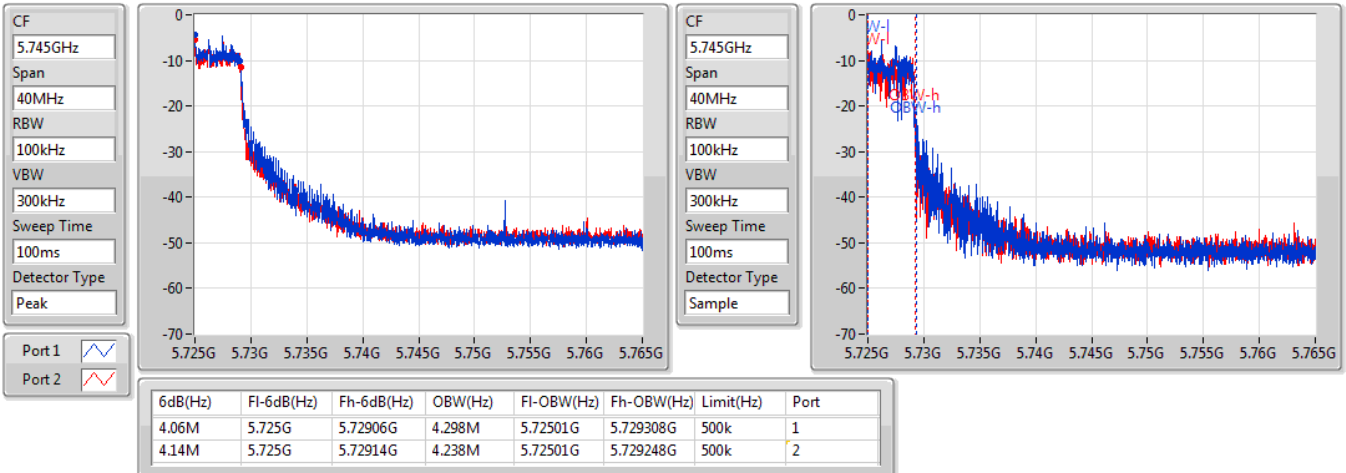 CF
5.745GHz
Span
40MHz
RBW
100kHz
VBW
300kHz
Sweep Time
100ms
Detector Type
Peak
Port 1
Port 2
0
-10
-20
-30
-40
-50
-60
-70
5.725G 5.73G 5.735G 5.74G 5.745G 5.75G 5.755G 5.76G 5.765G
CF
5.745GHz
Span
40MHz
RBW
100kHz
VBW
300kHz
Sweep Time
100ms
Detector Type
Sample
0
-10
-20
-30
-40
-50
-60
-70
W-l
W-l
OBW-h
OBW-h
5.725G 5.73G 5.735G 5.74G 5.745G 5.75G 5.755G 5.76G 5.765G
6dB(Hz) Fl-6dB(Hz) Fh-6dB(Hz) OBW(Hz) Fl-OBW(Hz) Fh-OBW(Hz) Limit(Hz) Port
4.06M 5.725G 5.72906G 4.298M 5.72501G 5.729308G 500k 1
4.14M 5.725G 5.72914G 4.238M 5.72501G 5.729248G 500k 2